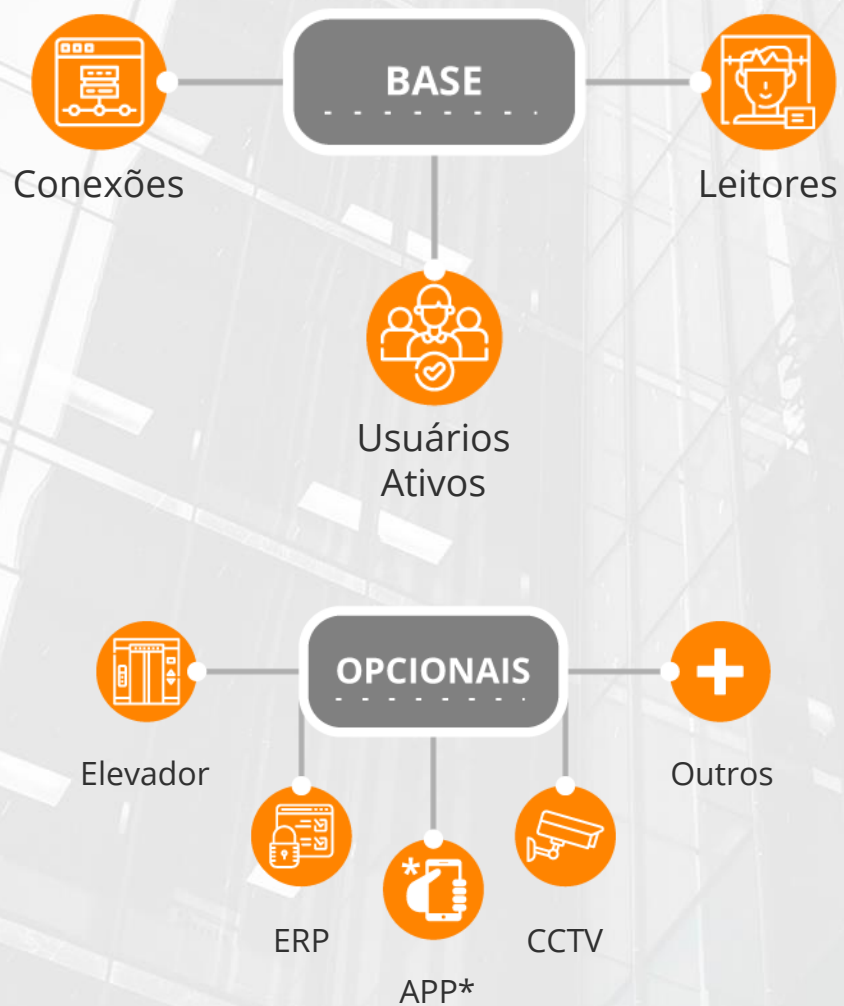 BASE
Conexões
Leitores
Usuários
Ativos
OPCIONAIS
Elevador
Outros
*
ERP
CCTV
APP*